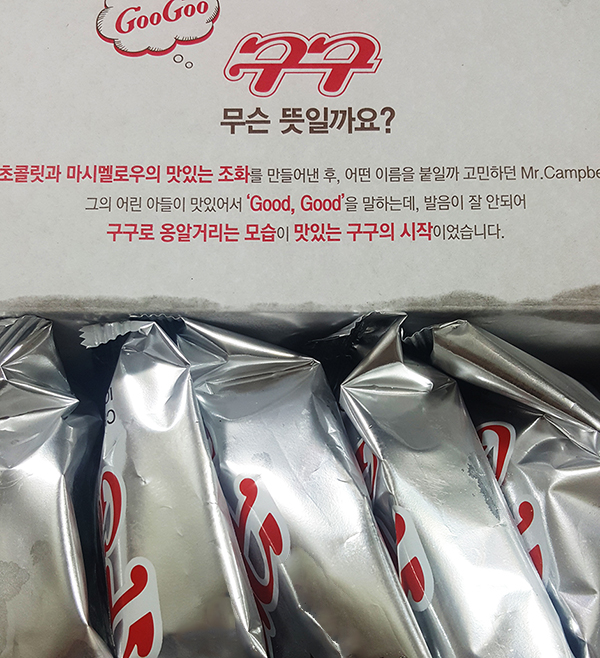 GooGoo
구구
무슨 뜻일까요?
초콜릿과 마시멜로우의 맛있는 조화를 만들어낸 후, 어떤 이름을 붙일까 고민하던 Mr.Campbe
그의 어린 아들이 맛있어서 ‘Good, Good’을 말하는데, 발음이 잘 안되어
구구로 옹알거리는 모습이 맛있는 구구의 시작이었습니다.